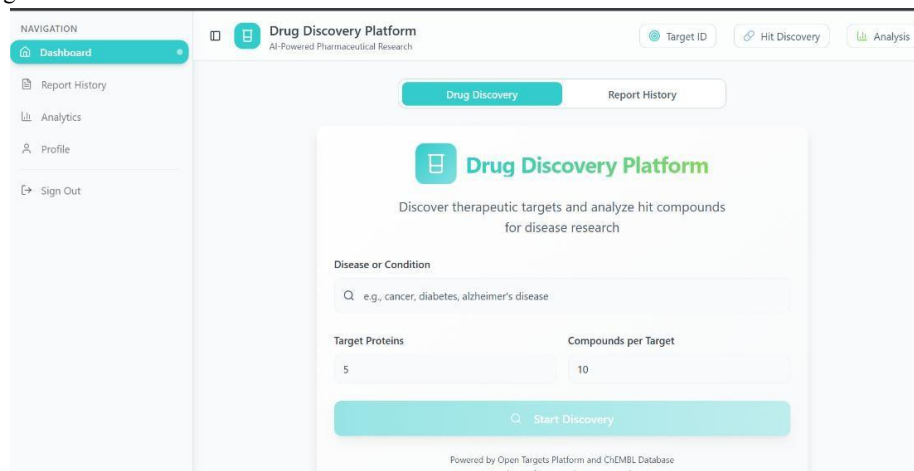 NAVIGATION
Dashboard
Report History
Analytics
Profile
Sign Out
Drug Discovery Platform
AI-Powered Pharmaceutical Research
Target ID
Hit Discovery
Analysis
Drug Discovery
Report History
Drug Discovery Platform
Discover therapeutic targets and analyze hit compounds
for disease research
Disease or Condition
e.g., cancer, diabetes, alzheimer's disease
Target Proteins
Compounds per Target
5
10
Start Discovery
Powered by Open Targets Platform and ChEMBL Database